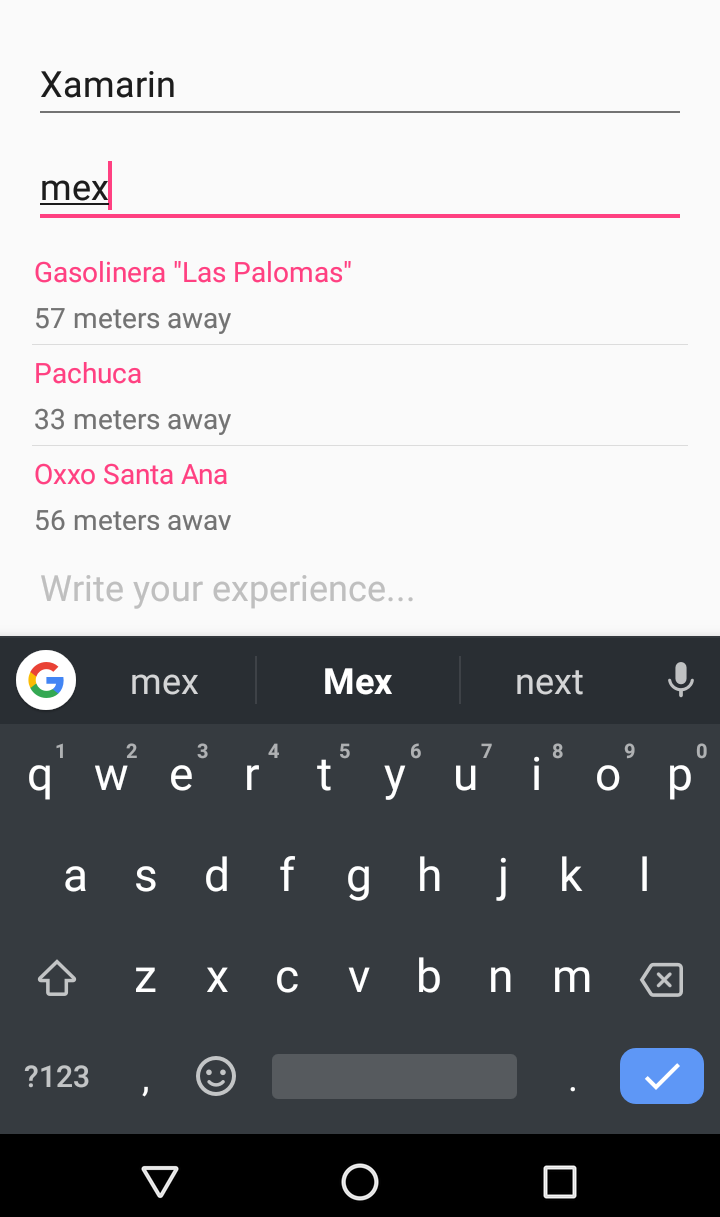 Xamarin
mex
Gasolinera "Las Palomas"
57 meters away
Pachuca
33 meters away
Oxxo Santa Ana
56 meters away
Write your experience...
mex Mex next
1 2 3 4 5 6 7 8 9 0
q w e r t y u i o p
a s d f g h j k l
z x c v b n m
?123 , .